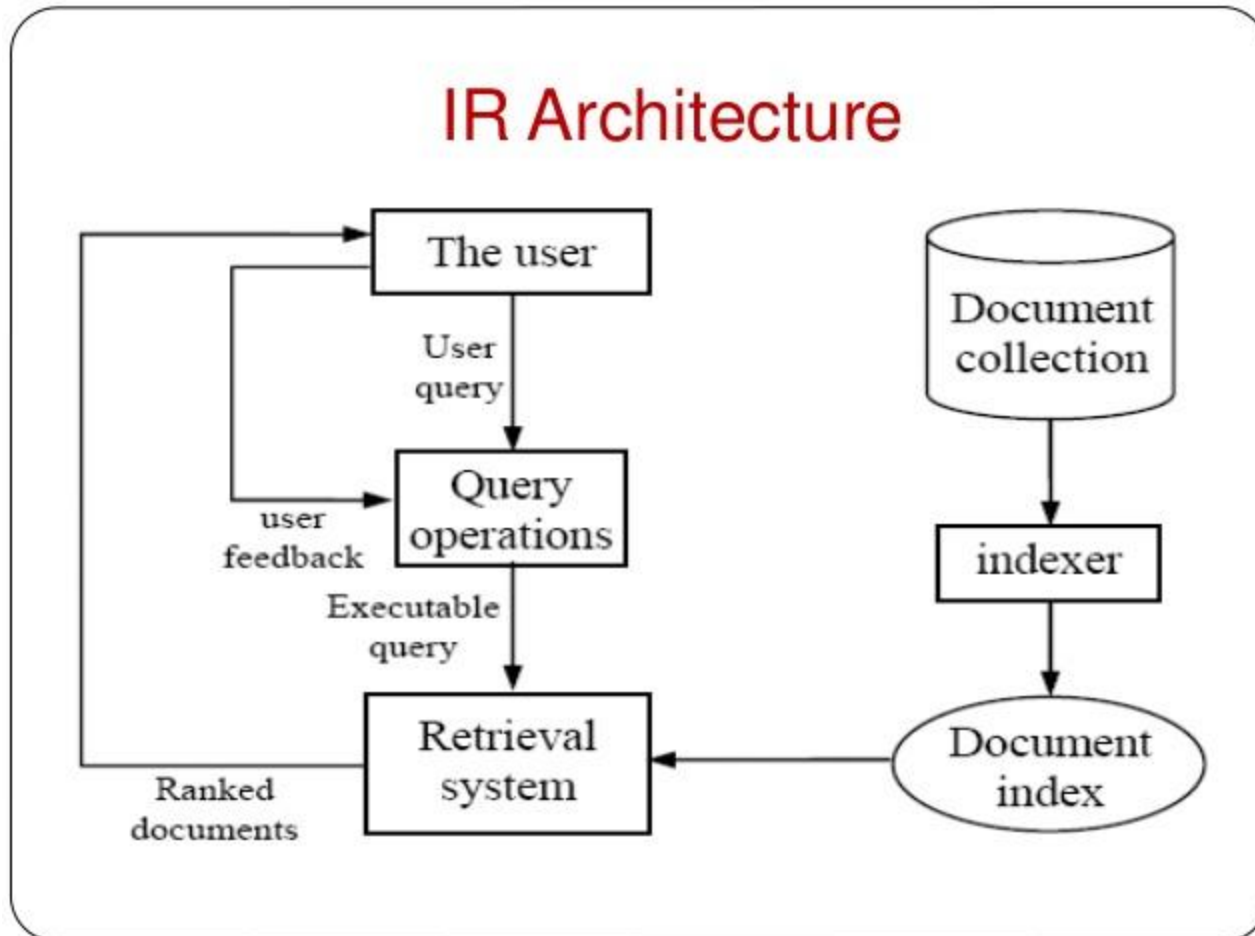 IR Architecture
The user
User
query
Query
operations
user
feedback
Executable
query
Retrieval
system
Ranked
documents
Document
collection
indexer
Document
index